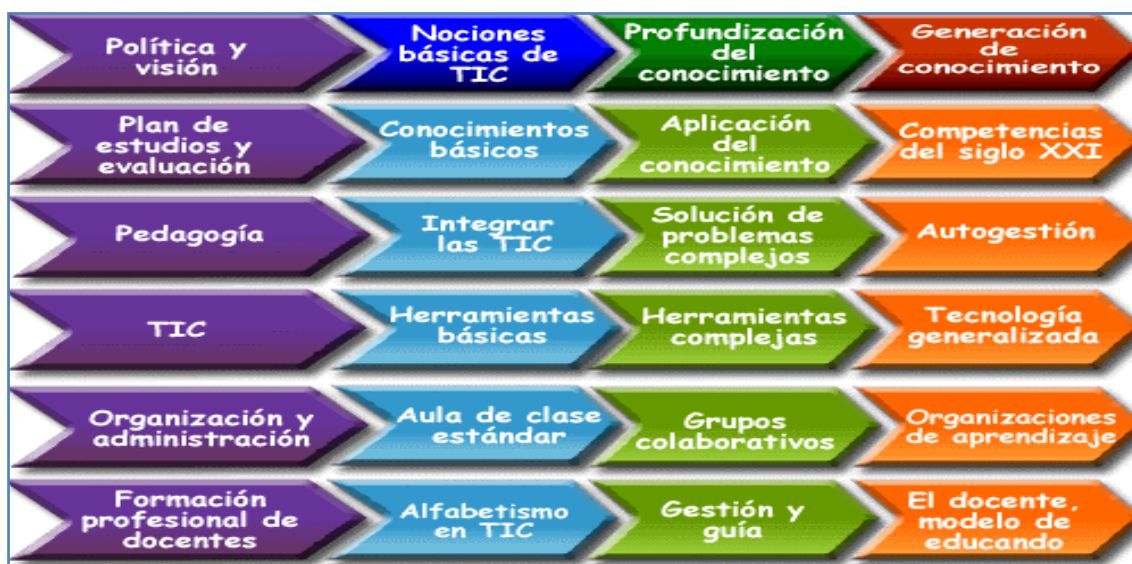 Política y
visión
Nociones
básicas de
TIC
Profundización
del
conocimiento
Generación
de
conocimiento
Plan de
estudios y
evaluación
Conocimientos
básicos
Aplicación
del
conocimiento
Competencias
del siglo XXI
Pedagogía
Integrar
las TIC
Solución de
problemas
complejos
Autogestión
TIC
Herramientas
básicas
Herramientas
complejas
Tecnología
generalizada
Organización y
administración
Aula de clase
estándar
Grupos
colaborativos
Organizaciones
de aprendizaje
Formación
profesional de
docentes
Alfabetismo
en TIC
Gestión y
guía
El docente,
modelo de
educando